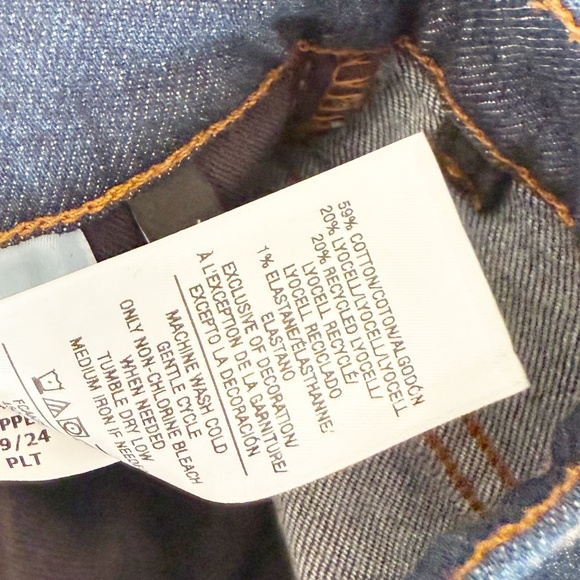 59% COTTON/COTON/ALGODÓN
20% LYOCELL/LYOCELL/LYOCELL
20% RECYCLED LYOCELL/
LYOCELL RECYCLÉ/
LYOCELL RECICLADO
1% ELASTANE/ÉLASTHANNE/
ELASTANO
EXCLUSIVE OF DECORATION/
À L'EXCEPTION DE LA GARNITURE/
EXCEPTO LA DECORACIÓN
MACHINE WASH COLD
GENTLE CYCLE
ONLY NON-CHLORINE BLEACH
WHEN NEEDED
TUMBLE DRY LOW
MEDIUM IRON IF NEEDE
9/24
PLT